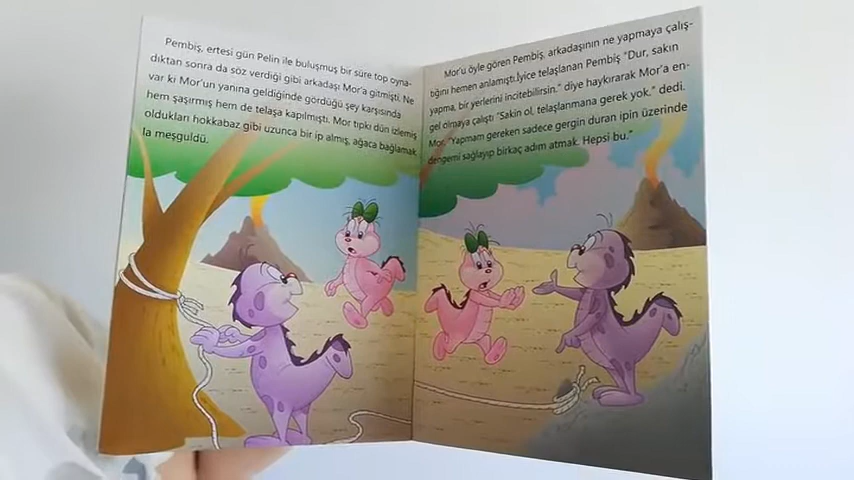 Pembiş, ertesi gün Pelin ile buluşmuş bir süre top oyna-
dıktan sonra da söz verdiği gibi arkadaşı Mor'a gitmişti. Ne
var ki Mor'un yanına geldiğinde gördüğü şey karşısında
hem şaşırmış hem de telaşa kapılmıştı. Mor tıpkı dün izlemiş
oldukları hokkabaz gibi uzunca bir ip almış, ağaca bağlamak-
la meşguldü.
Mor'u öyle gören Pembiş, arkadaşının ne yapmaya çalış-
tığını hemen anlamıştı.İyice telaşlanan Pembiş "Dur, sakın
yapma, bir yerlerini incitebilirsin." diye haykırarak Mor'a en-
gel olmaya çalıştı "Sakin ol, telaşlanmana gerek yok." dedi.
Mor. "Yapmam gereken sadece gergin duran ipin üzerinde
dengemi sağlayıp birkaç adım atmak. Hepsi bu."